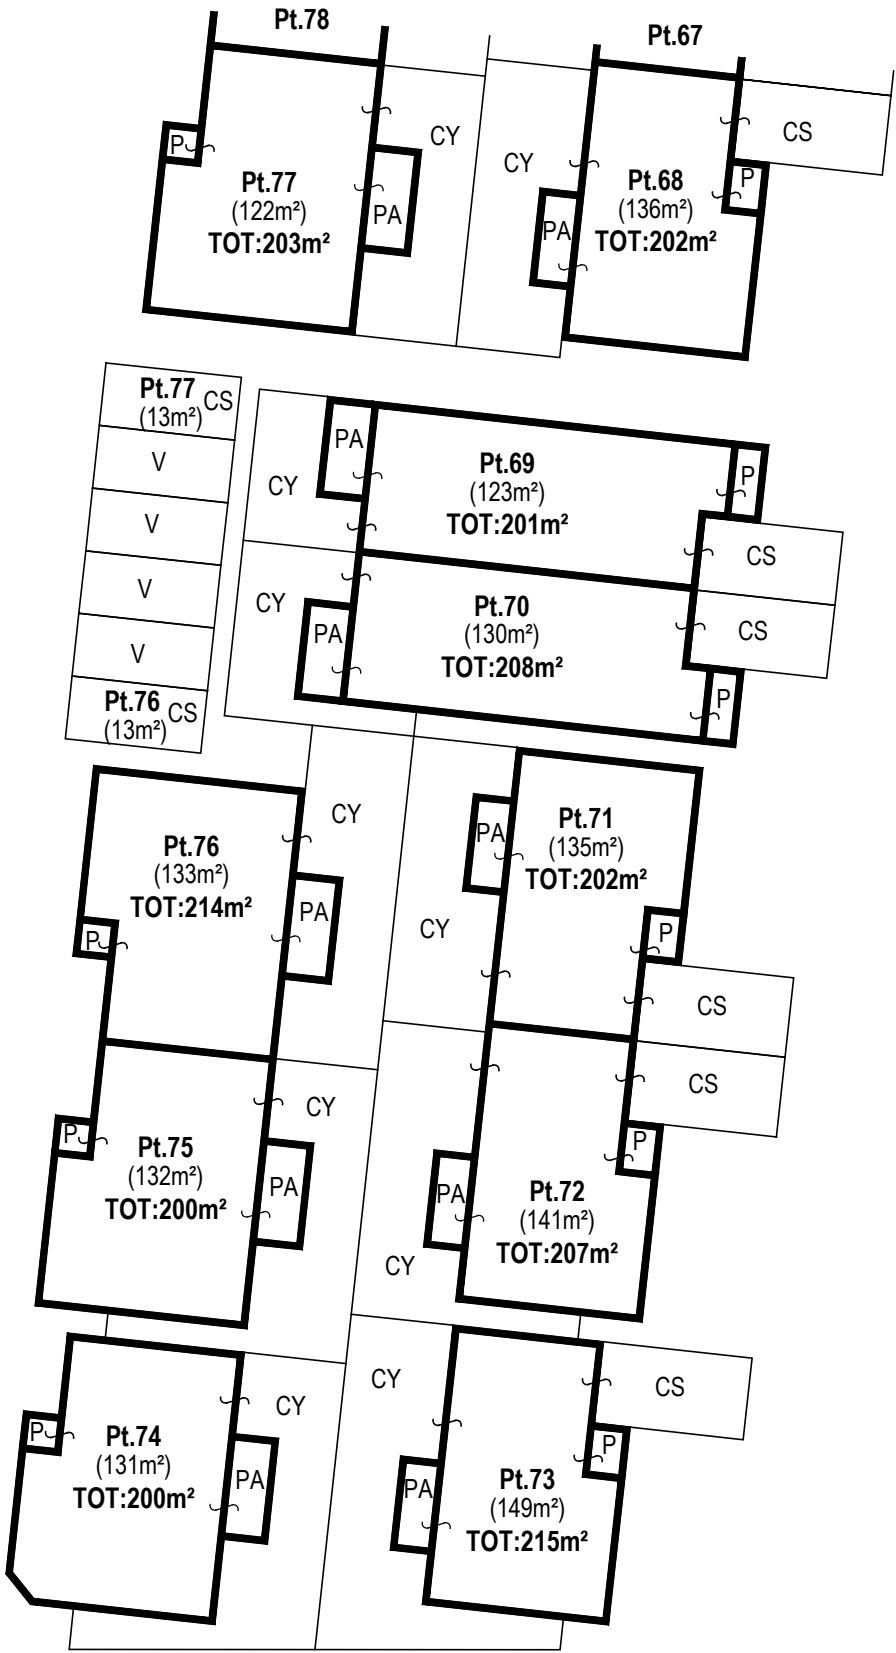 Pt.78
Pt.67
CY
CS
P
CY
Pt.77
(122m²)
TOT:203m²
PA
Pt.68
(136m²)
TOT:202m²
P
PA
Pt.77
(13m²)
CS
V
V
V
V
Pt.76
(13m²)
CS
PA
CY
Pt.69
(123m²)
TOT:201m²
P
CS
CY
PA
Pt.70
(130m²)
TOT:208m²
CS
P
CY
Pt.76
(133m²)
TOT:214m²
PA
P
PA
Pt.71
(135m²)
TOT:202m²
CY
P
CS
CS
CY
P
Pt.75
(132m²)
TOT:200m²
PA
P
PA
Pt.72
(141m²)
TOT:207m²
CY
CY
CS
CY
Pt.74
(131m²)
TOT:200m²
P
PA
P
PA
Pt.73
(149m²)
TOT:215m²